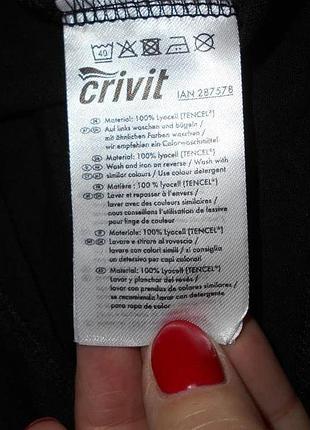 40
crivit
IAN 287578
Material: 100% Lyocell (TENCEL®)
Auf links waschen und bügeln /
mit ähnlichen Farben waschen /
wir empfehlen ein Colorwaschmittel
Material: 100% Lyocell (TENCEL®)
Wash and iron on reverse / Wash with
similar colours / Use colour detergent
Matière : 100% Lyocell (TENCEL®)
Laver et repasser à l'envers /
laver avec des couleurs similaires /
nous conseillons l'utilisation de lessive
pour linge de couleur
Materiale: 100% Lyocell (TENCEL®)
Lavare e stirare al rovescio /
lavare con colori simili / si consiglia
un detersivo per capi colorati
Material: 100% Lyocell (TENCEL®)
Lavar y planchar del revés /
lavar con prendas de colores similares /
se recomienda lavar con detergente
para ropa de color